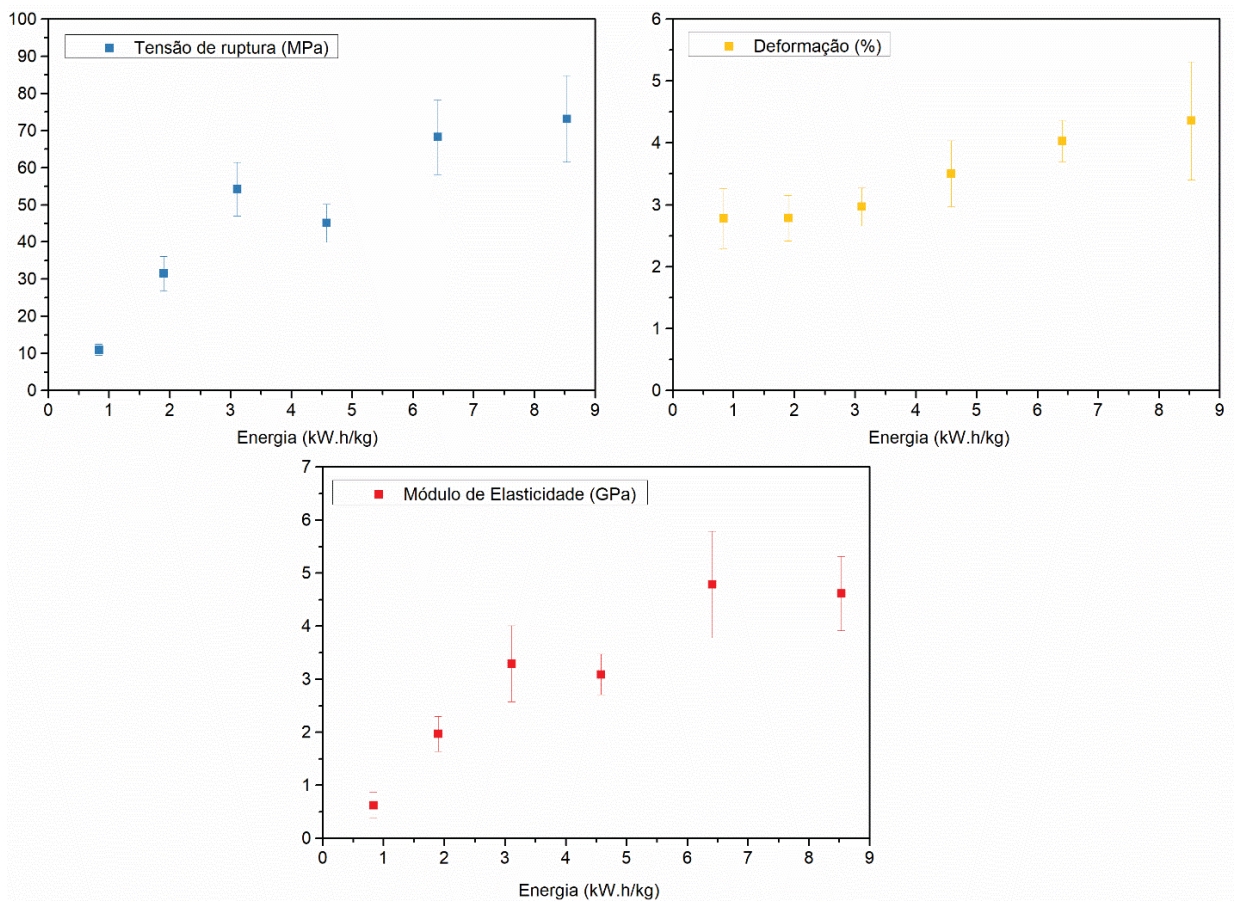 Tensão de ruptura (MPa)
100
90
80
70
60
50
40
30
20
10
0
0 1 2 3 4 5 6 7 8 9
Energia (kW.h/kg)
Deformação (%)
6
5
4
3
2
1
0
0 1 2 3 4 5 6 7 8 9
Energia (kW.h/kg)
Módulo de Elasticidade (GPa)
7
6
5
4
3
2
1
0
0 1 2 3 4 5 6 7 8 9
Energia (kW.h/kg)